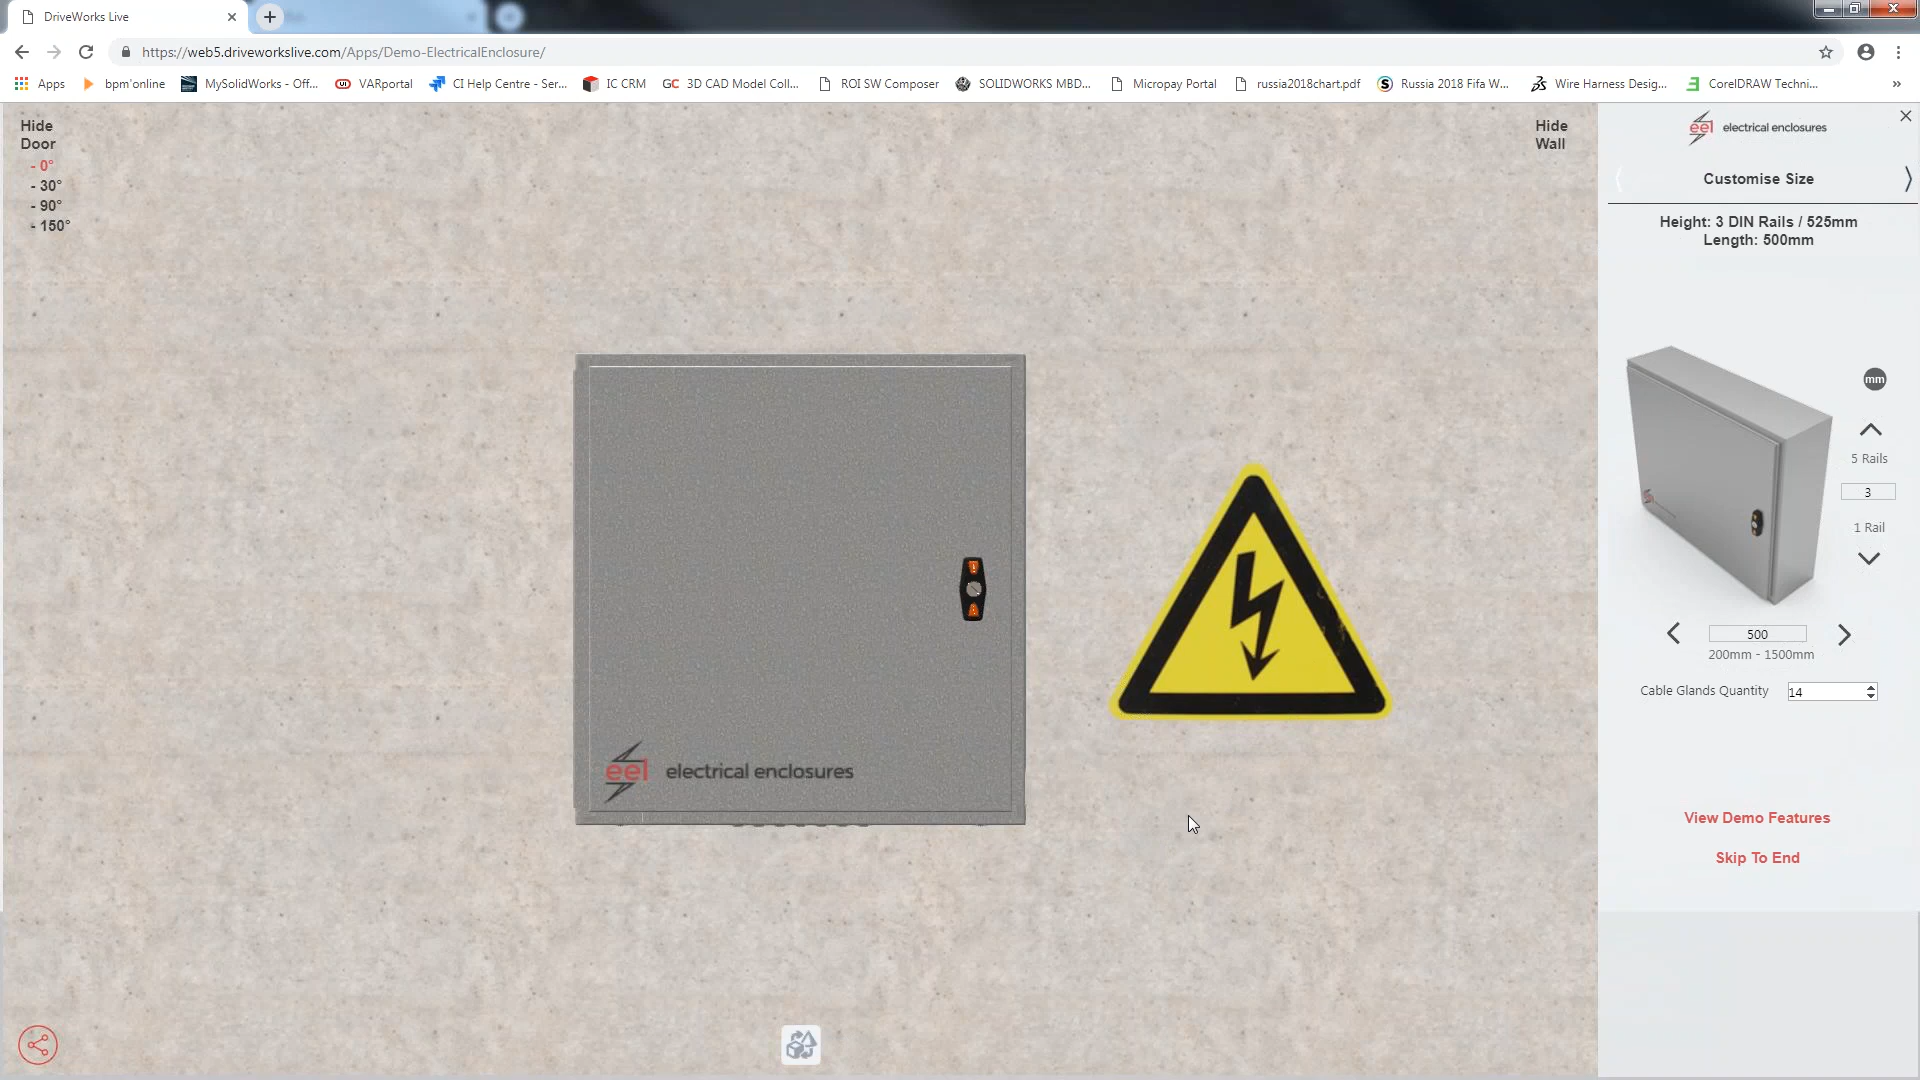 DriveWorks Live
https://web5.driveworkslive.com/Apps/Demo-ElectricalEnclosure/
Apps
bpm'online
MySolidWorks - Off...
VARportal
CI Help Centre - Ser...
IC CRM
GC 3D CAD Model Coll...
ROI SW Composer
SOLIDWORKS MBD...
Micropay Portal
russia2018chart.pdf
Russia 2018 Fifa W...
Wire Harness Desig...
CorelDRAW Techni...
»
Hide
Door
- 0°
- 30°
- 90°
- 150°
Hide
Wall
eel electrical enclosures
eel electrical enclosures
Customise Size
Height: 3 DIN Rails / 525mm
Length: 500mm
mm
5 Rails
3
1 Rail
500
200mm - 1500mm
Cable Glands Quantity 14
View Demo Features
Skip To End